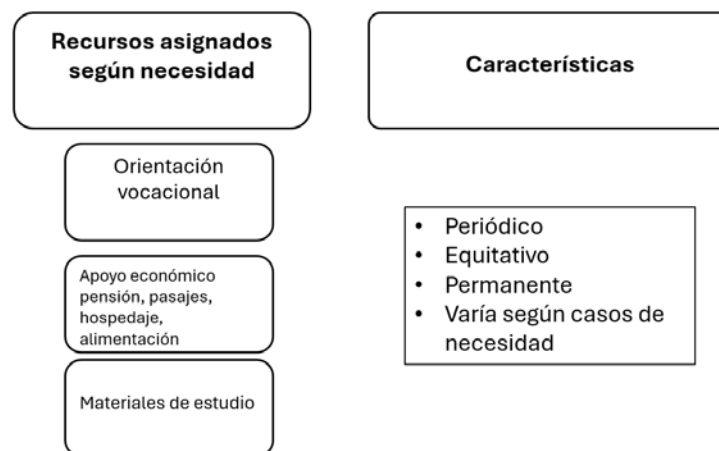 Recursos asignados
según necesidad
Orientación
vocacional
Apoyo económico
pensión, pasajes,
hospedaje,
alimentación
Materiales de estudio
Características
• Periódico
• Equitativo
• Permanente
• Varía según casos de
necesidad